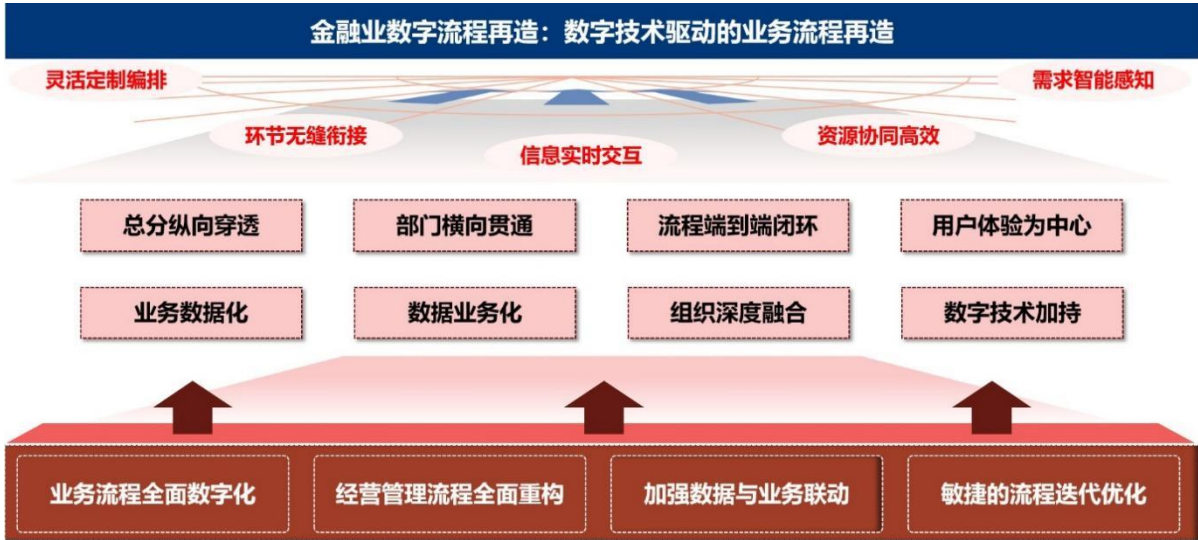 金融业数字流程再造：数字技术驱动的业务流程再造
灵活定制编排
需求智能感知
环节无缝衔接
资源协同高效
信息实时交互
总分纵向穿透
部门横向贯通
流程端到端闭环
用户体验为中心
业务数据化
数据业务化
组织深度融合
数字技术加持
业务流程全面数字化
经营管理流程全面重构
加强数据与业务联动
敏捷的流程迭代优化